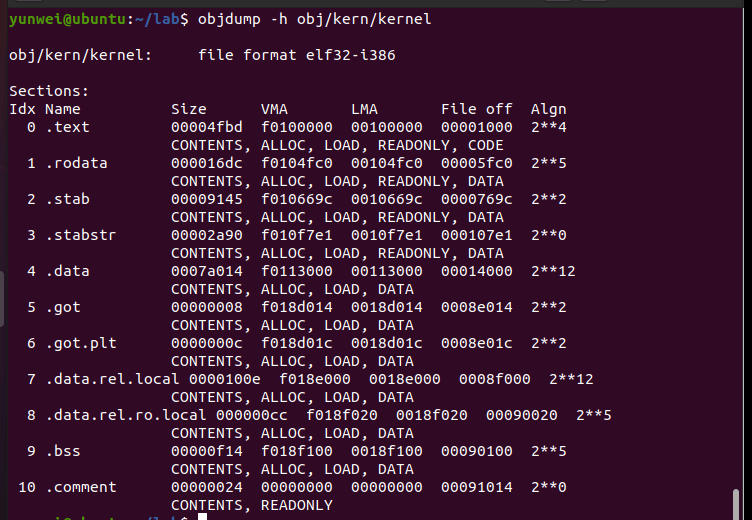 yunwei@ubuntu:~/lab$ objdump -h obj/kern/kernel
obj/kern/kernel:     file format elf32-i386
Sections:
Idx Name          Size      VMA       LMA       File off  Algn
  0 .text         00004fbd  f0100000  00100000  00001000  2**4
                  CONTENTS, ALLOC, LOAD, READONLY, CODE
  1 .rodata       000016dc  f0104fc0  00104fc0  00005fc0  2**5
                  CONTENTS, ALLOC, LOAD, READONLY, DATA
  2 .stab         00009145  f010669c  0010669c  0000769c  2**2
                  CONTENTS, ALLOC, LOAD, READONLY, DATA
  3 .stabstr      00002a90  f010f7e1  0010f7e1  000107e1  2**0
                  CONTENTS, ALLOC, LOAD, READONLY, DATA
  4 .data         0007a014  f0113000  00113000  00014000  2**12
                  CONTENTS, ALLOC, LOAD, DATA
  5 .got          00000008  f018d014  0018d014  0008e014  2**2
                  CONTENTS, ALLOC, LOAD, DATA
  6 .got.plt      0000000c  f018d01c  0018d01c  0008e01c  2**2
                  CONTENTS, ALLOC, LOAD, DATA
  7 .data.rel.local 0000100e  f018e000  0018e000  0008f000  2**12
                  CONTENTS, ALLOC, LOAD, DATA
  8 .data.rel.ro.local 000000cc  f018f020  0018f020  00090020  2**5
                  CONTENTS, ALLOC, LOAD, DATA
  9 .bss          00000f14  f018f100  0018f100  00090100  2**5
                  CONTENTS, ALLOC, LOAD, DATA
 10 .comment      00000024  00000000  00000000  00091014  2**0
                  CONTENTS, READONLY